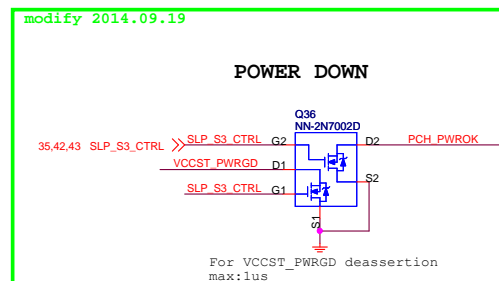 modify 2014.09.19
POWER DOWN
Q36
NN-2N7002D
35,42,43 SLP_S3_CTRL SLP_S3_CTRL G2 D2 PCH_PWROK
VCCST_PWRGD D1
S2
SLP_S3_CTRL G1
S1
For VCCST_PWRGD deassertion
max:1us